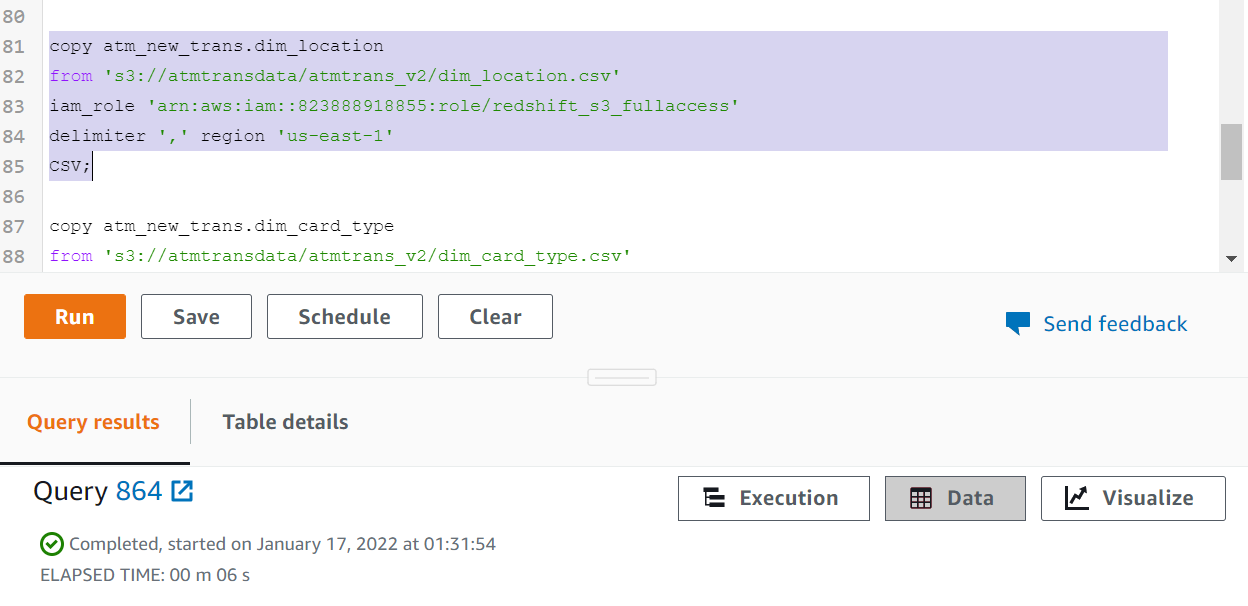 80
81 copy atm_new_trans.dim_location
82 from 's3://atmtransdata/atmtrans_v2/dim_location.csv'
83 iam_role 'arn:aws:iam::823888918855:role/redshift_s3_fullaccess'
84 delimiter ',' region 'us-east-1'
85 CSV;
86
87 copy atm_new_trans.dim_card_type
88 from 's3://atmtransdata/atmtrans_v2/dim_card_type.csv'
Run Save Schedule Clear Send feedback
Query results Table details
Query 864 Execution Data Visualize
Completed, started on January 17, 2022 at 01:31:54
ELAPSED TIME: 00 m 06 s